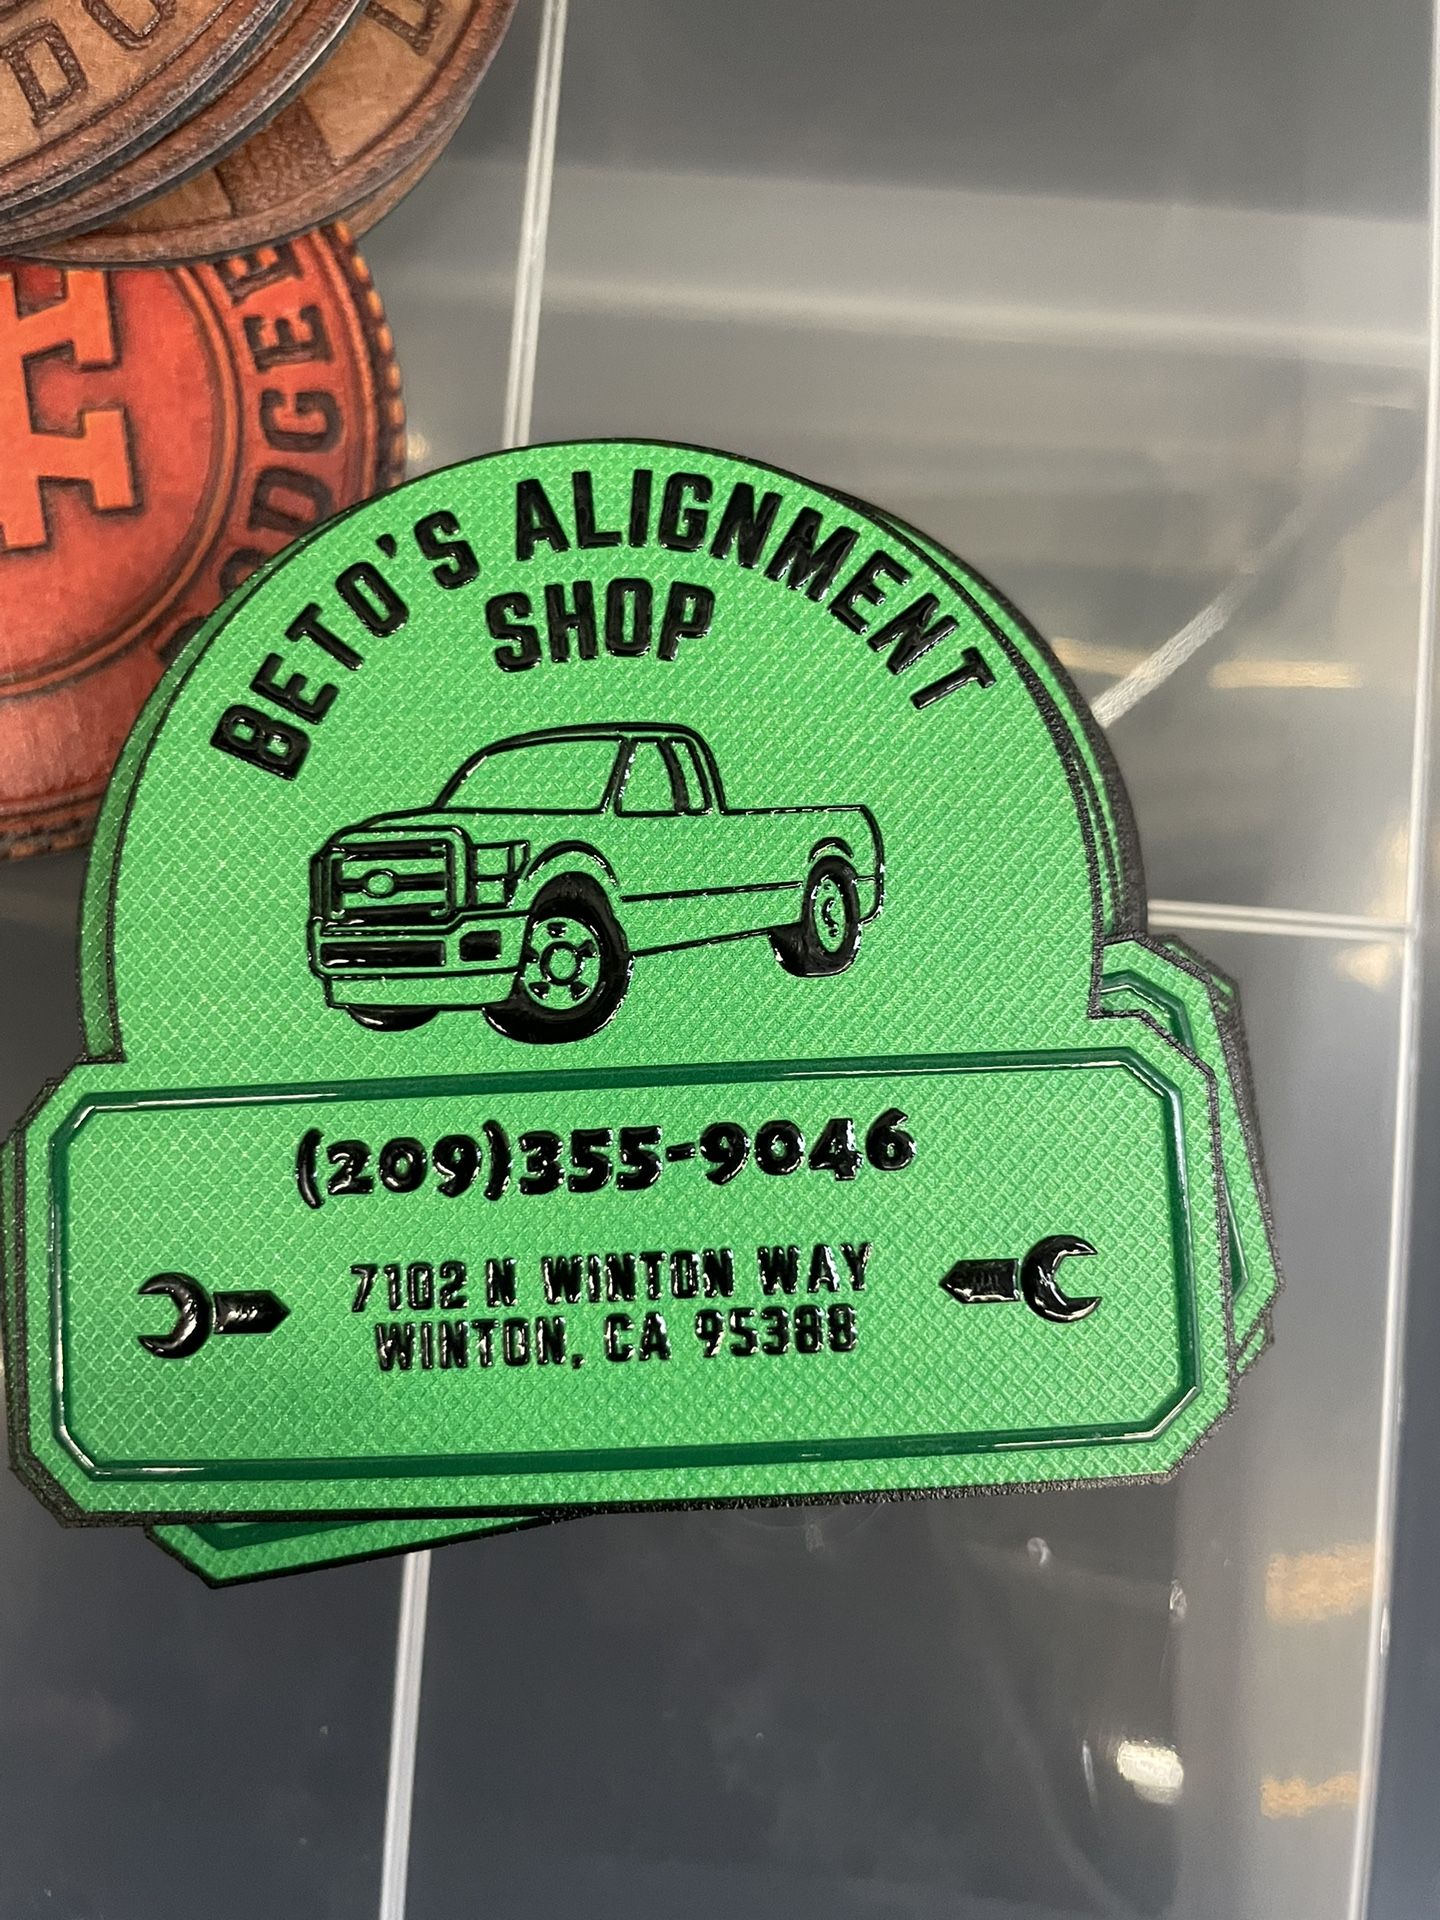 BETO'S ALIGNMENT
SHOP
(209)355-9046
7102 N WINTON WAY
WINTON, CA 95388